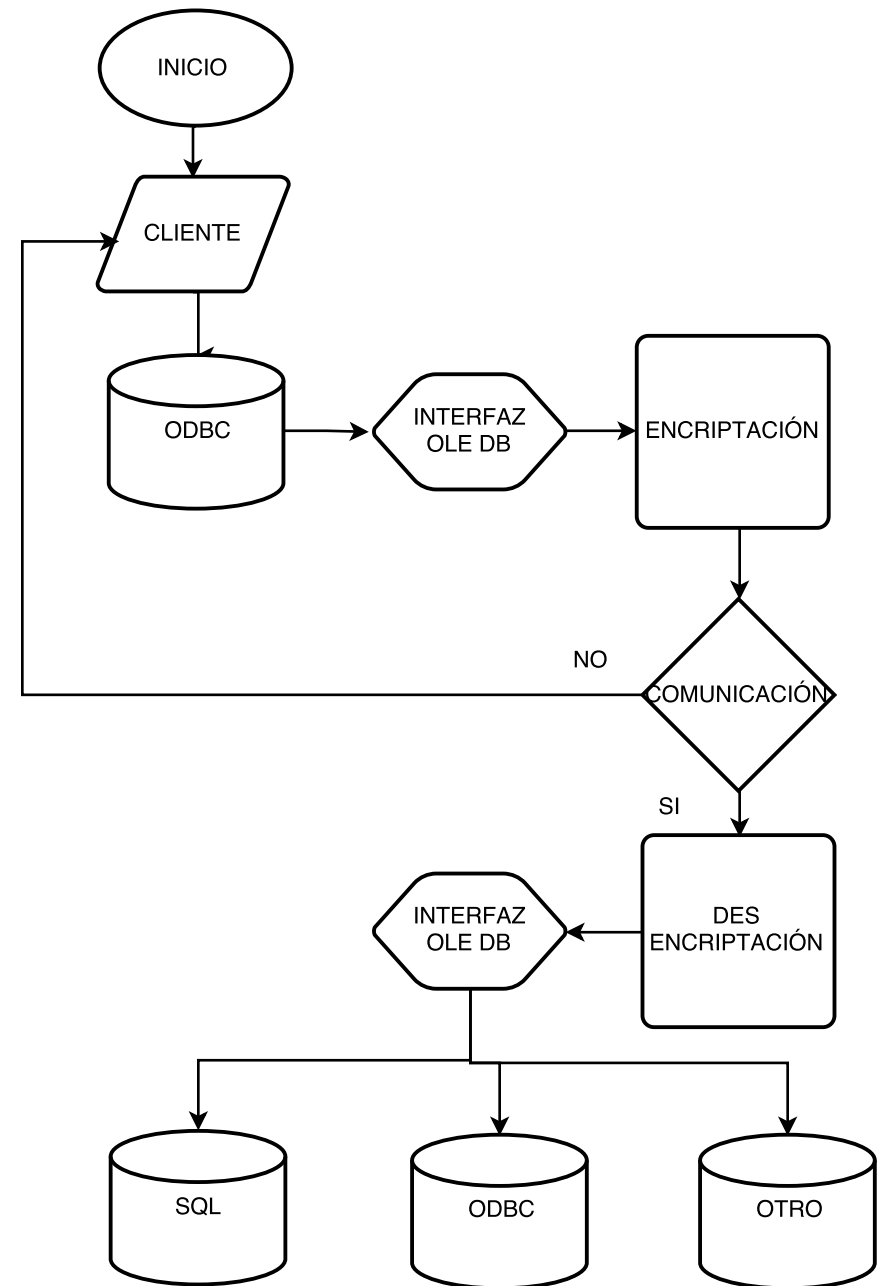 INICIO
CLIENTE
ODBC
INTERFAZ
OLE DB
ENCRIPTACIÓN
NO
COMUNICACIÓN
SI
DES
ENCRIPTACIÓN
INTERFAZ
OLE DB
SQL
ODBC
OTRO